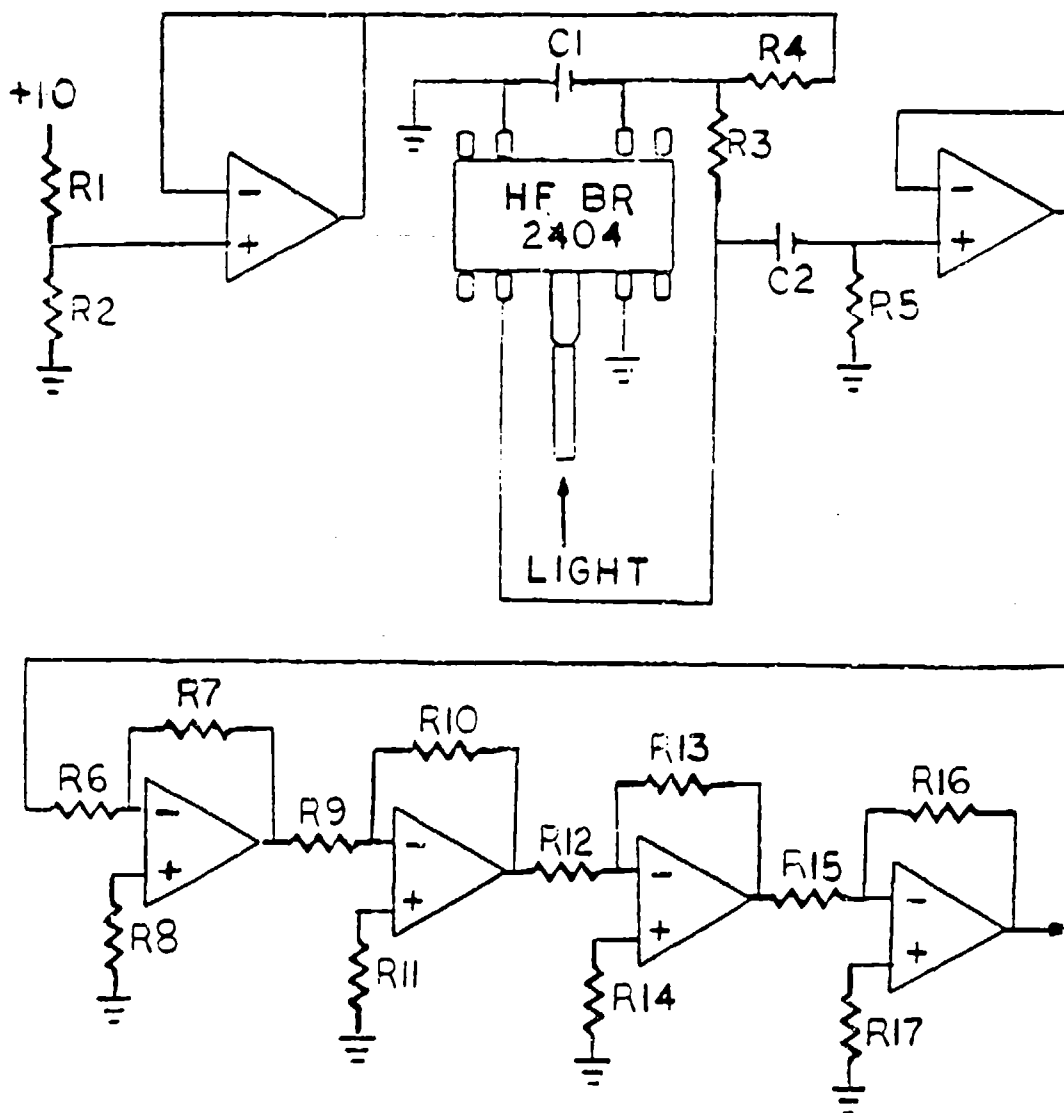 C1
R4
+10
R1
R3
HF BR
2404
-
+
-
+
R2
C2
R5
LIGHT
R7
R10
R13
R16
R6
R9
R12
R15
-
+
-
+
-
+
-
+
R8
R11
R14
R17